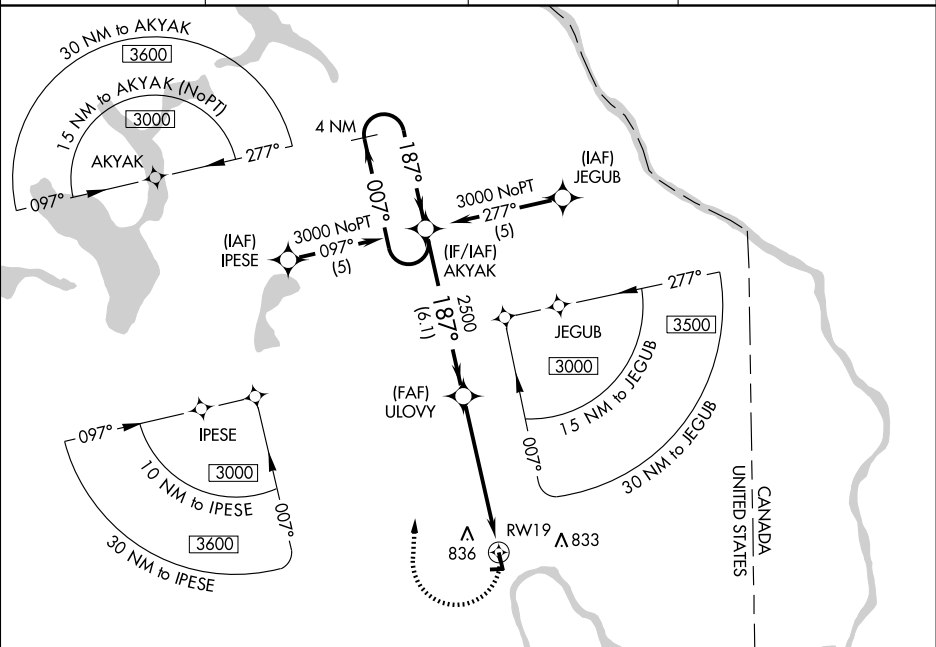 30 NM to AKYAK
3600
15 NM to AKYAK (NoPT)
3000
AKYAK
097°
277°
4 NM
187°
007°
(IAF)
JEGUB
3000 NoPT
277°
(5)
(IAF)
IPESE
3000 NoPT
097°
(5)
(IF/IAF)
AKYAK
2500
187°
(6.1)
277°
JEGUB
3500
3000
15 NM to JEGUB
30 NM to JEGUB
007°
(FAF)
ULOVY
097°
IPESE
3000
10 NM to IPESE
007°
3600
30 NM to IPESE
RW19
836
833
CANADA
UNITED STATES